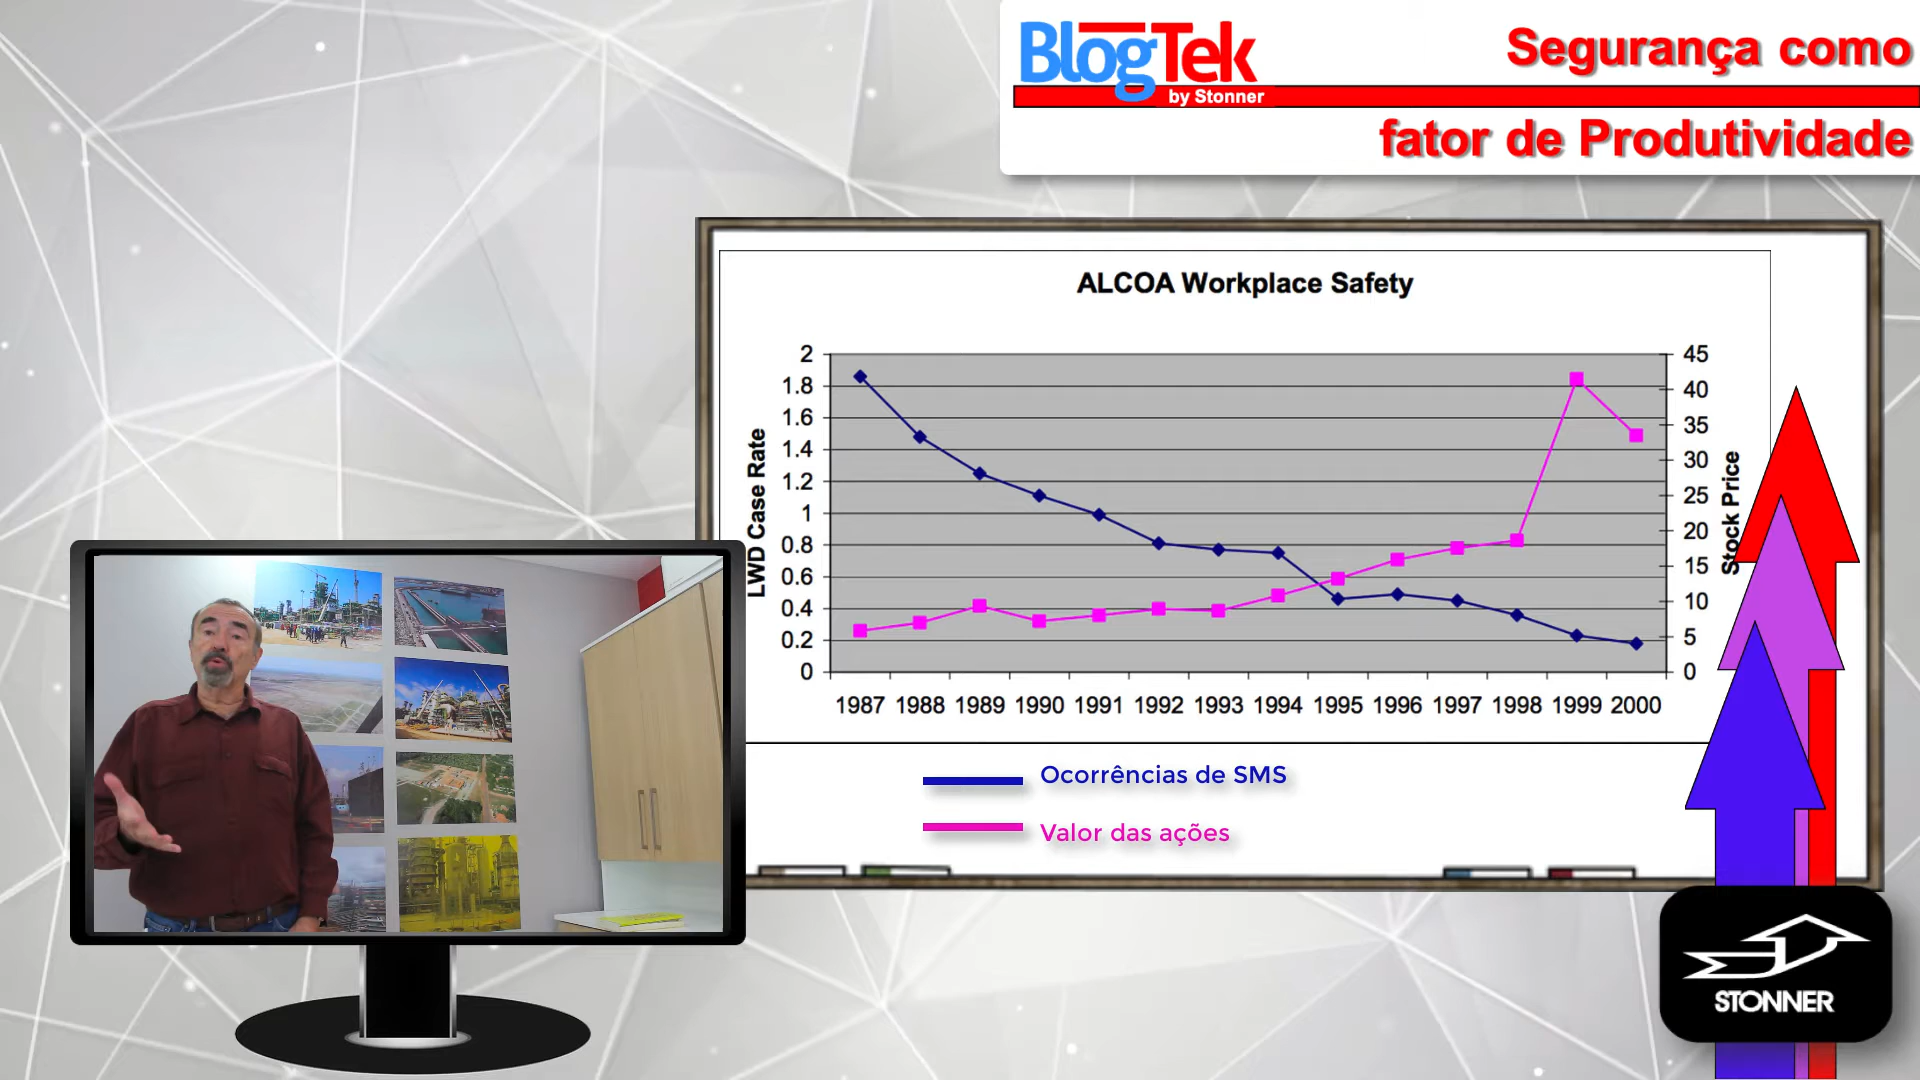 BlogTek
by Stonner
Segurança como
fator de Produtividade
ALCOA Workplace Safety
LWD Case Rate
2
1.8
1.6
1.4
1.2
1
0.8
0.6
0.4
0.2
0
45
40
35
30
25
20
15
10
5
0
Stock Price
1987 1988 1989 1990 1991 1992 1993 1994 1995 1996 1997 1998 1999 2000
Ocorrências de SMS
Valor das ações
STONNER